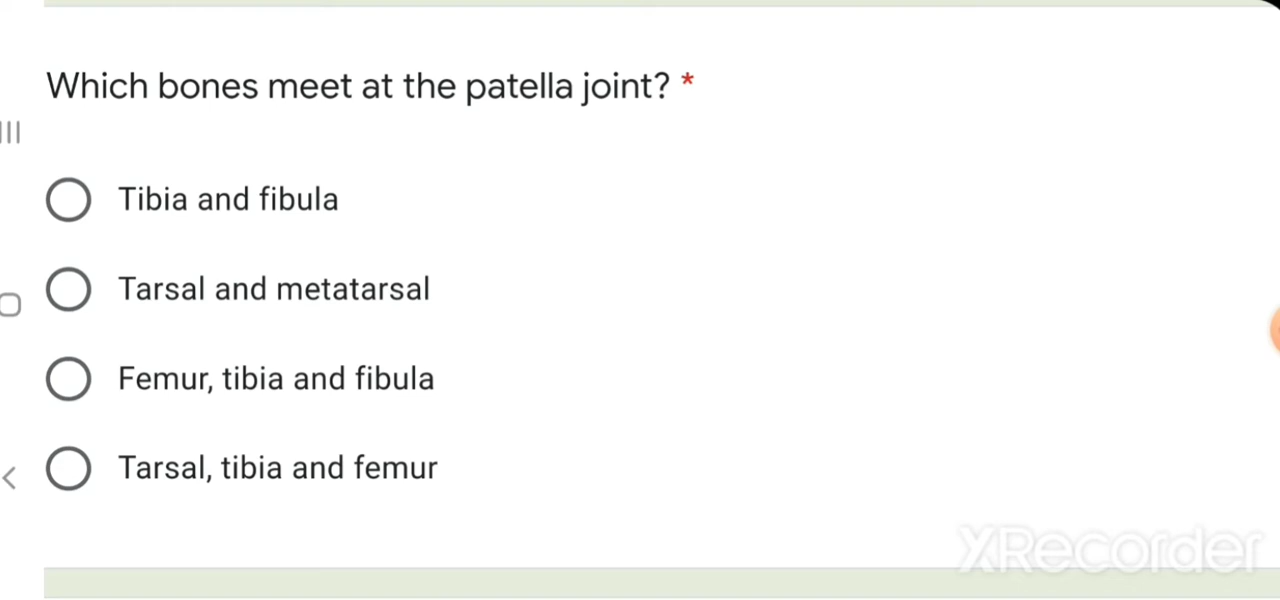 Which bones meet at the patella joint? *
Tibia and fibula
Tarsal and metatarsal
Femur, tibia and fibula
Tarsal, tibia and femur
XRecorder